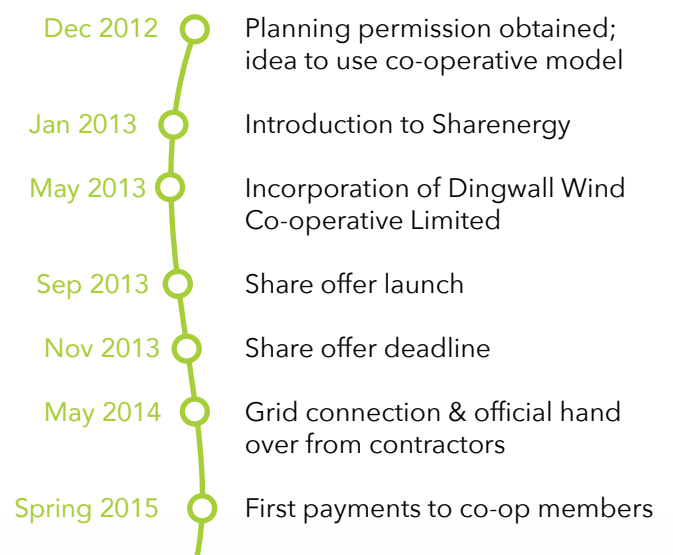 Dec 2012 Planning permission obtained;
idea to use co-operative model
Jan 2013 Introduction to Sharenergy
May 2013 Incorporation of Dingwall Wind
Co-operative Limited
Sep 2013 Share offer launch
Nov 2013 Share offer deadline
May 2014 Grid connection & official hand
over from contractors
Spring 2015 First payments to co-op members